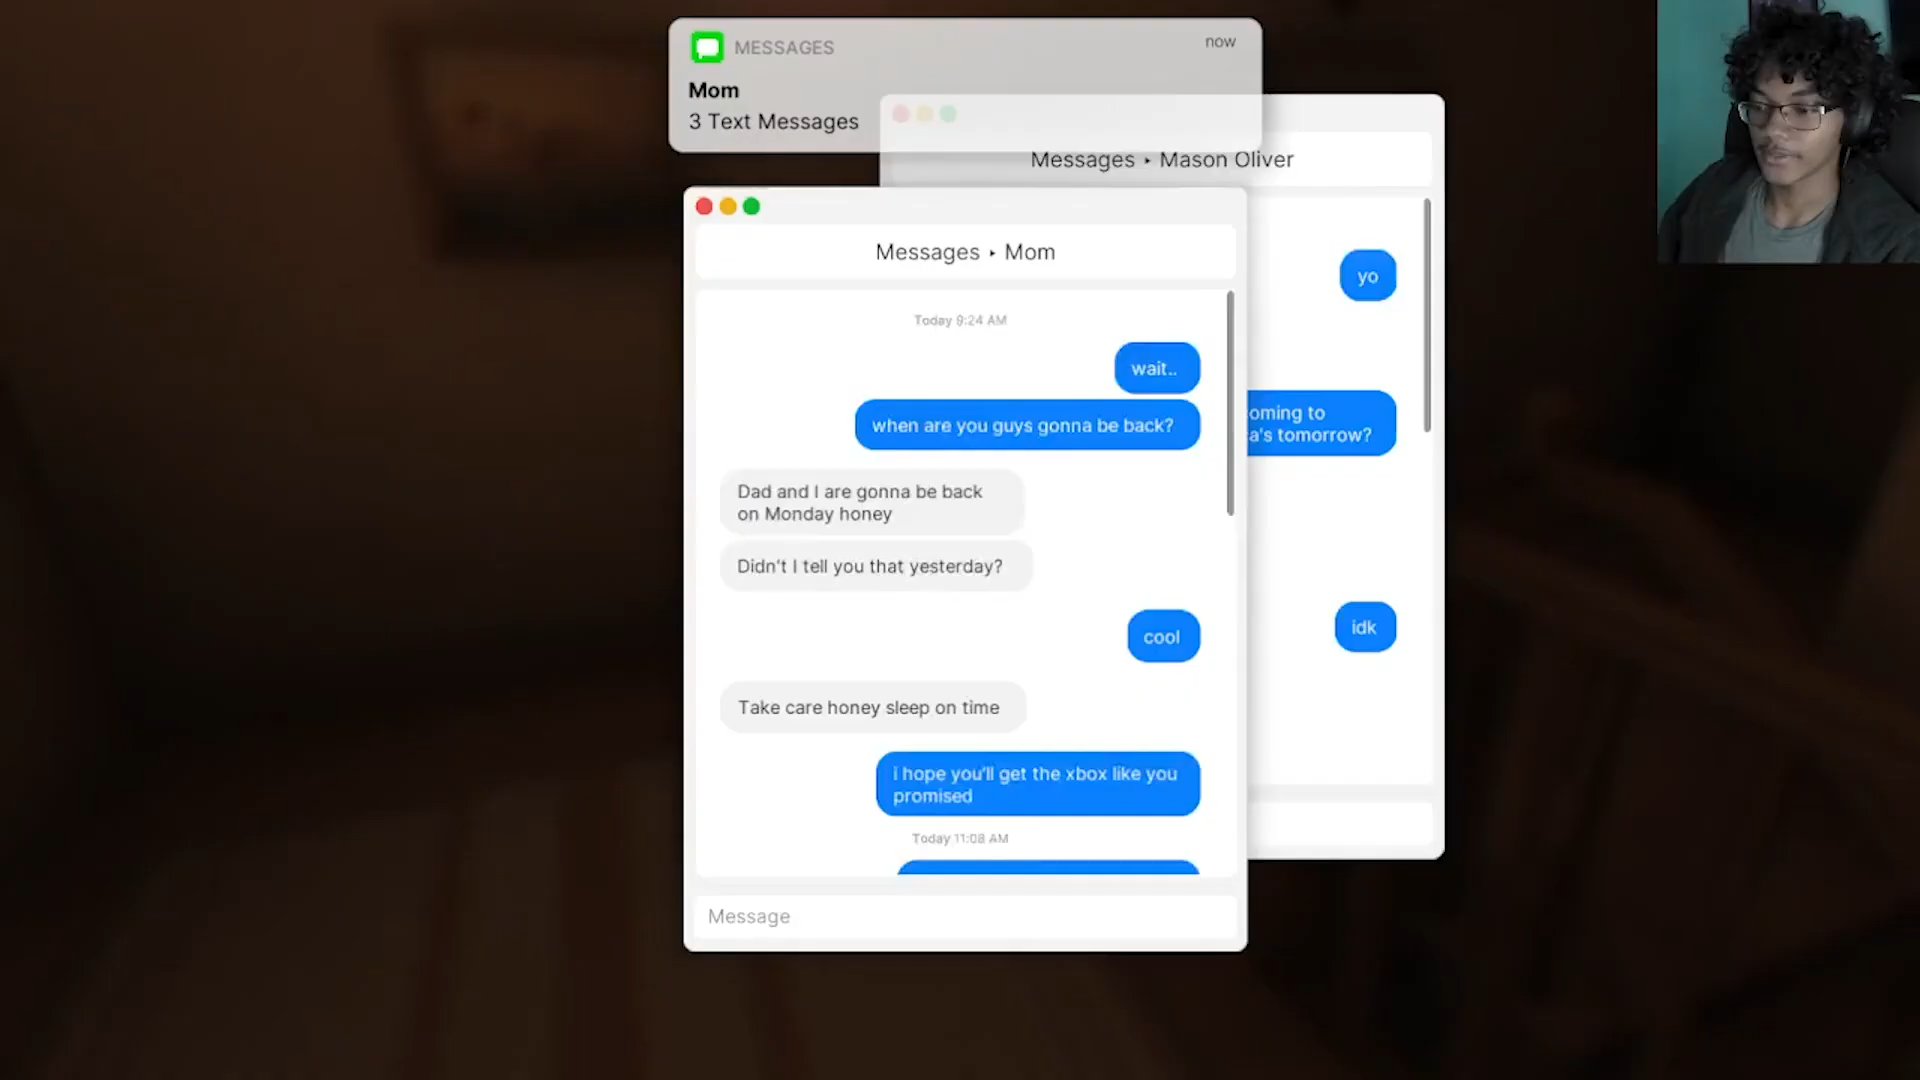 MESSAGES
now
Mom
3 Text Messages
Messages ‣ Mason Oliver
yo
oming to
a's tomorrow?
idk
Messages ‣ Mom
Today 9:24 AM
wait..
when are you guys gonna be back?
Dad and I are gonna be back
on Monday honey
Didn't I tell you that yesterday?
cool
Take care honey sleep on time
i hope you'll get the xbox like you
promised
Today 11:08 AM
Message